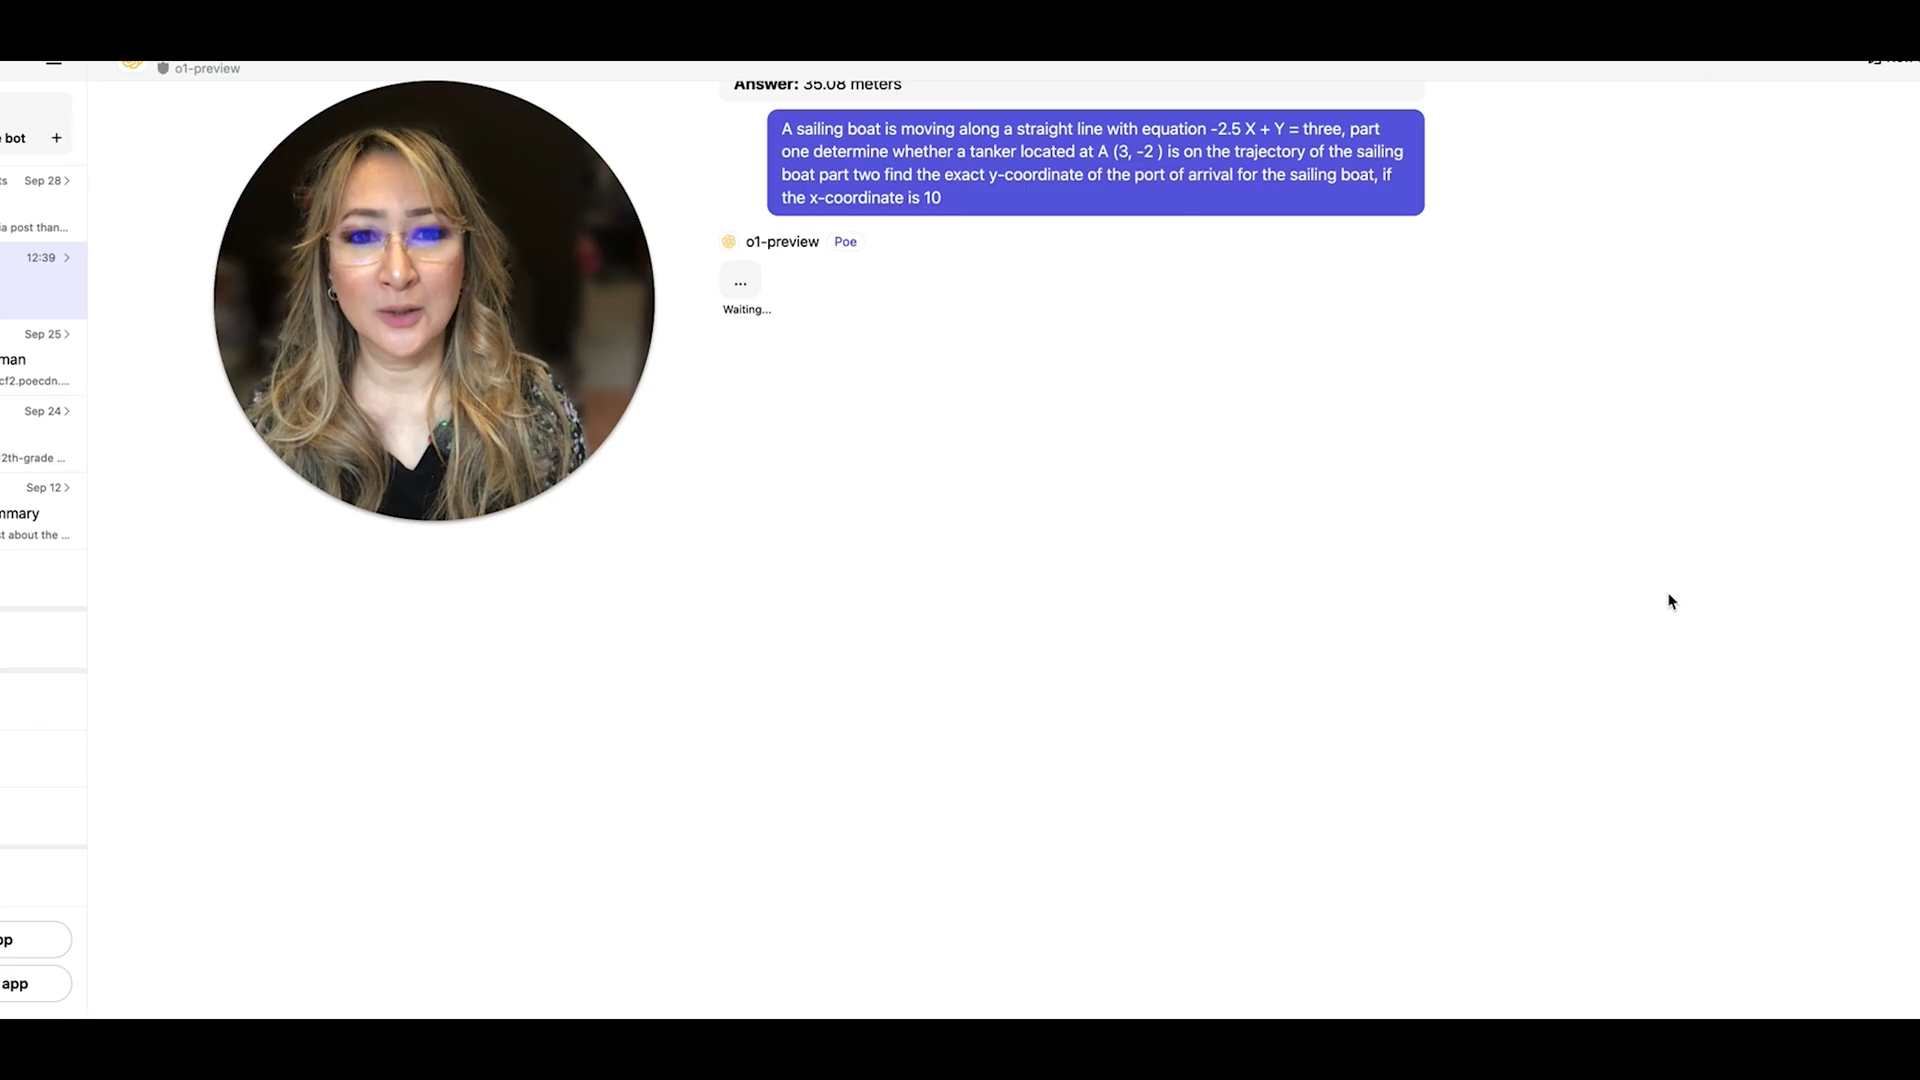 o1-preview
Answer: 35.08 meters
e bot +
ts Sep 28
ia post than...
12:39
Sep 25
man
cf2.poecdn....
Sep 24
2th-grade ...
Sep 12
mmary
t about the ...
pp
app
A sailing boat is moving along a straight line with equation -2.5 X + Y = three, part
one determine whether a tanker located at A (3, -2 ) is on the trajectory of the sailing
boat part two find the exact y-coordinate of the port of arrival for the sailing boat, if
the x-coordinate is 10
o1-preview Poe
...
Waiting...